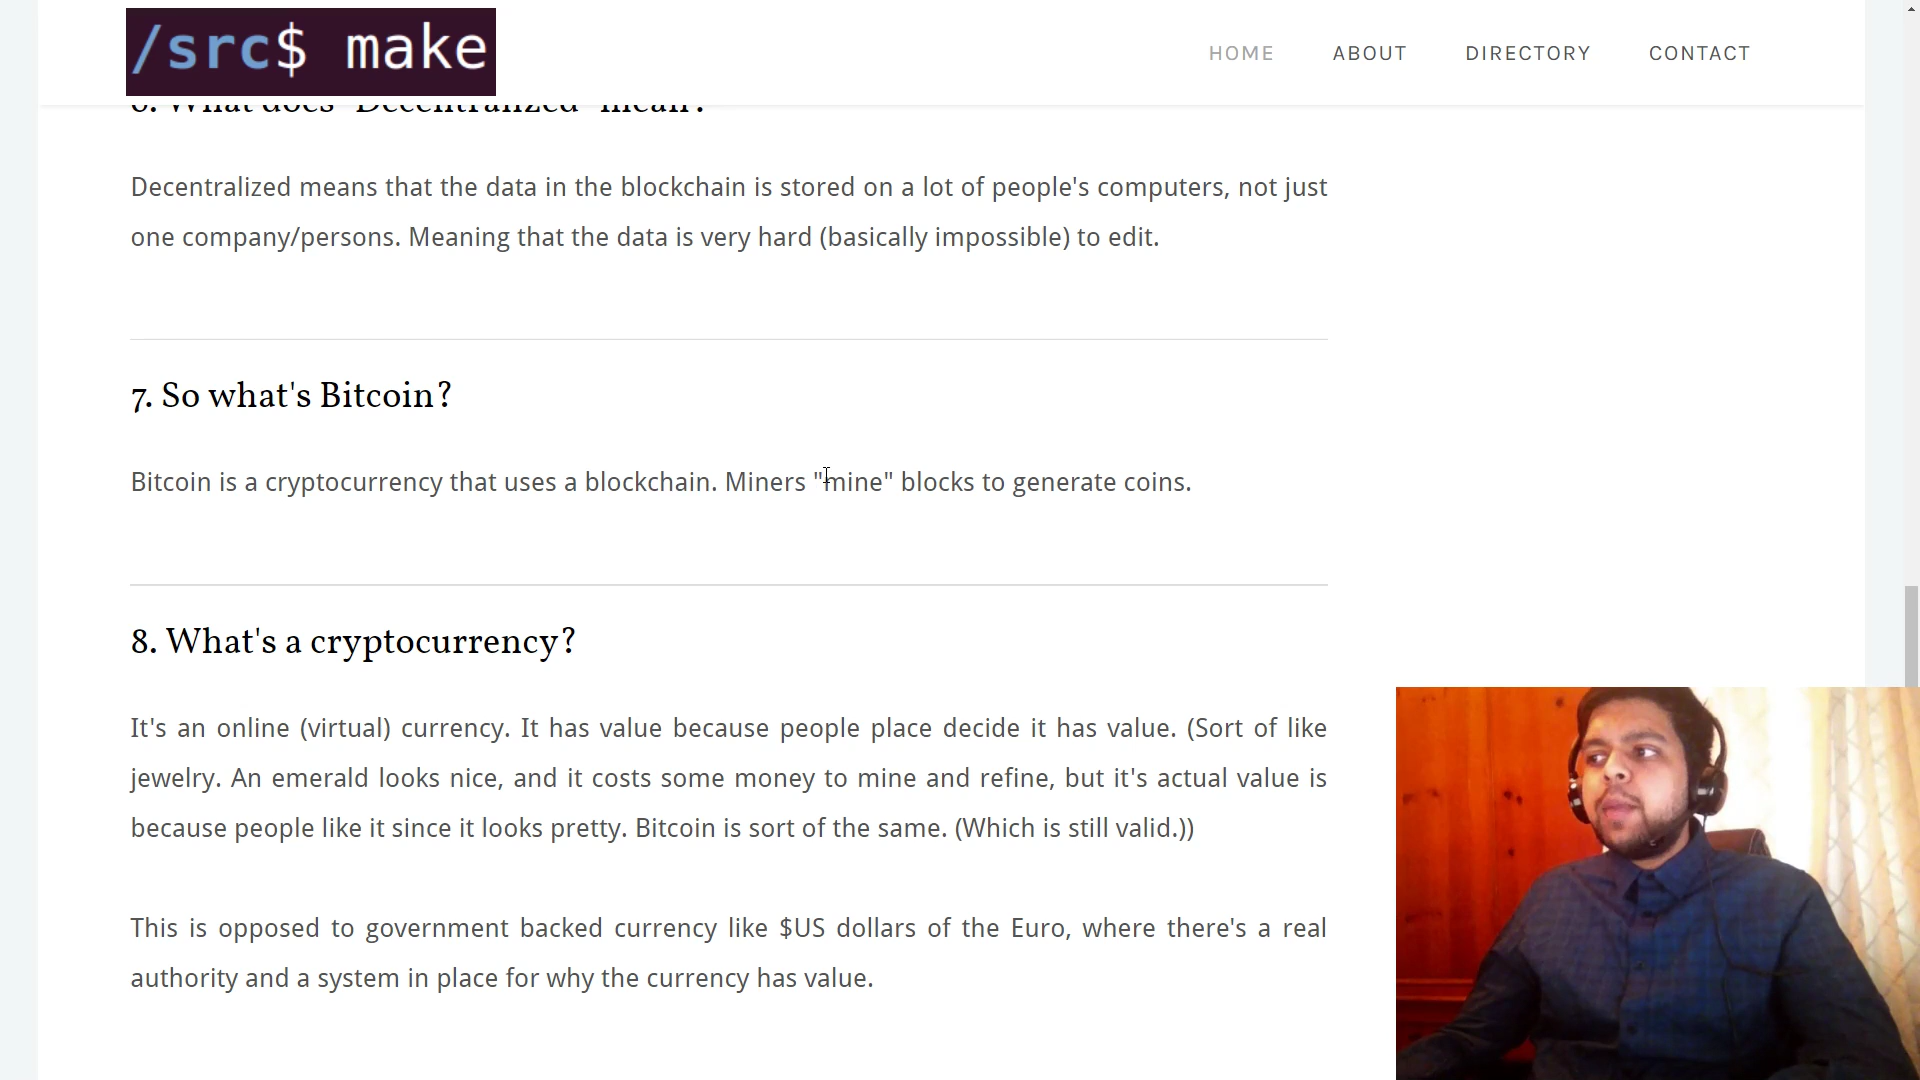 /src$ make
HOME ABOUT DIRECTORY CONTACT
6. What does "Decentralized" mean?
Decentralized means that the data in the blockchain is stored on a lot of people's computers, not just
one company/persons. Meaning that the data is very hard (basically impossible) to edit.
7. So what's Bitcoin?
Bitcoin is a cryptocurrency that uses a blockchain. Miners "mine" blocks to generate coins.
8. What's a cryptocurrency?
It's an online (virtual) currency. It has value because people place decide it has value. (Sort of like
jewelry. An emerald looks nice, and it costs some money to mine and refine, but it's actual value is
because people like it since it looks pretty. Bitcoin is sort of the same. (Which is still valid.))
This is opposed to government backed currency like $US dollars of the Euro, where there's a real
authority and a system in place for why the currency has value.